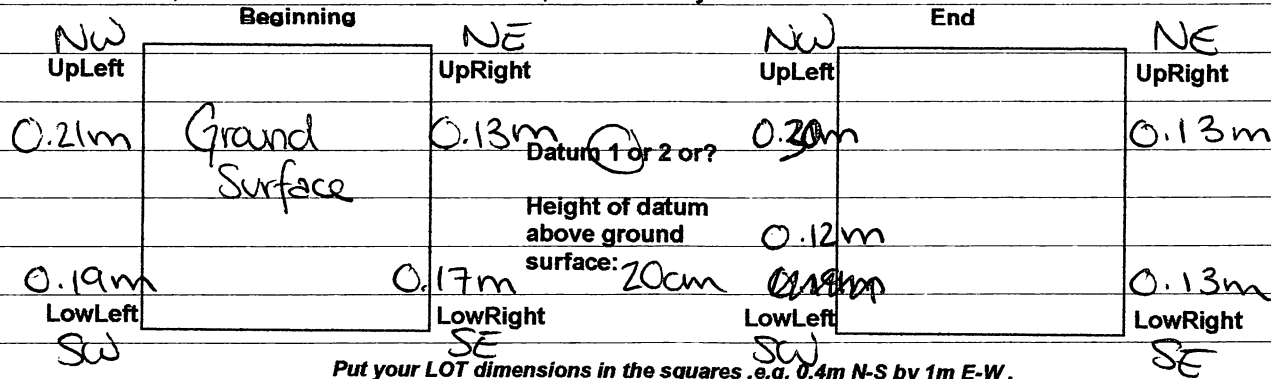 Beginning
End
NW
NE
NW
NE
UpLeft
UpRight
UpLeft
UpRight
0.21m
Ground
Surface
0.13m
Datum 1 or 2 or?
0.13m
Height of datum
above ground
surface: 20cm
0.12m
0.19m
0.17m
0.13m
LowLeft
LowRight
LowLeft
LowRight
SW
SE
SW
SE
Put your LOT dimensions in the squares .e.g. 0.4m N-S by 1m E-W .